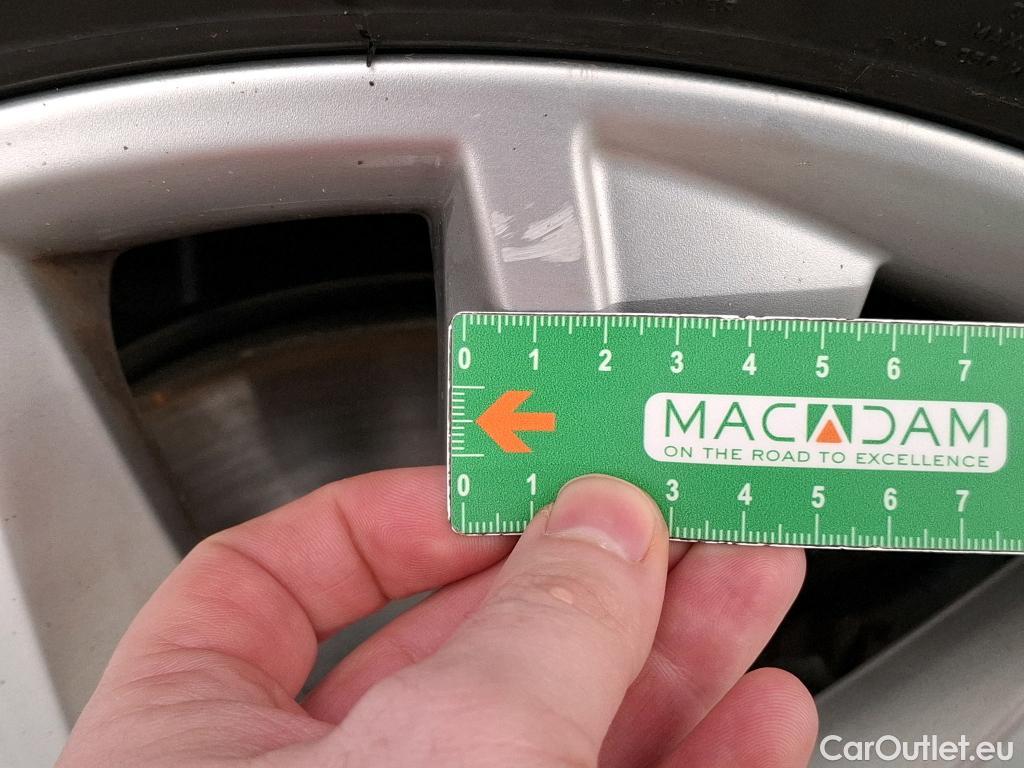 0 1 2 3 4 5 6 7
MACADAM
ON THE ROAD TO EXCELLENCE
0 1 3 4 5 6 7
CarOutlet.eu